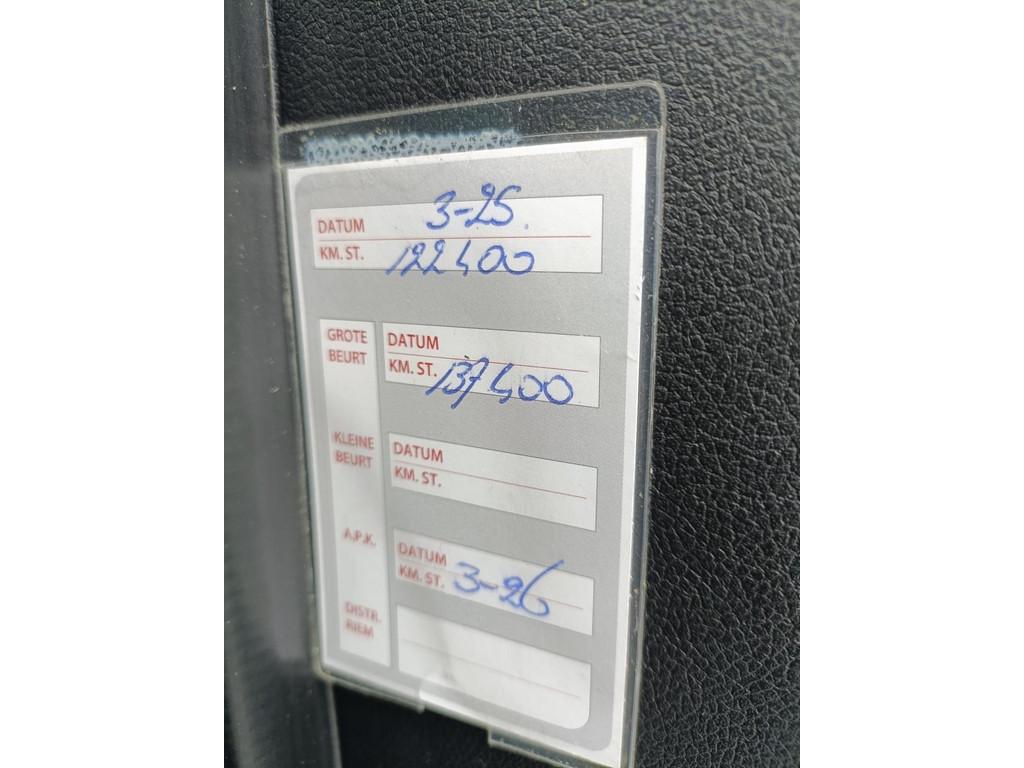 DATUM 3-25.
KM. ST. 122400
GROTE BEURT
DATUM
KM. ST. 137400
KLEINE BEURT
DATUM
KM. ST.
A.P.K.
DATUM
KM. ST. 3-26
DISTR. RIEM